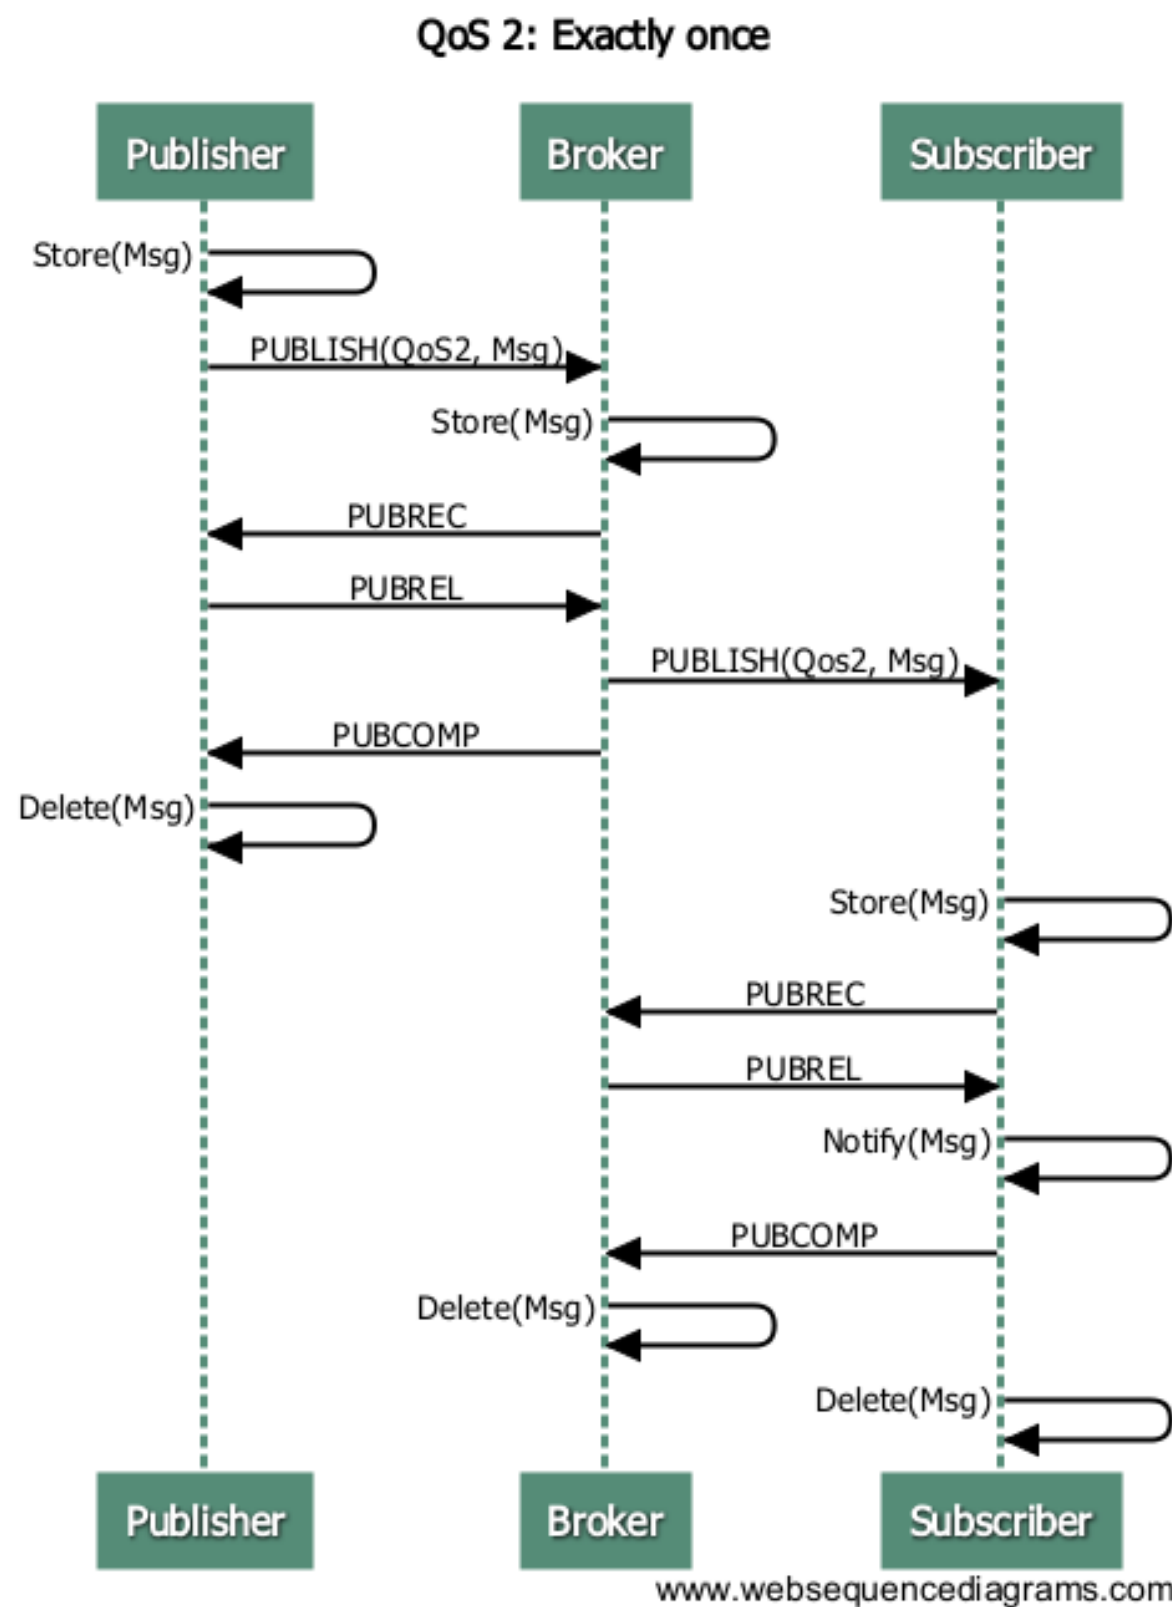 QoS 2: Exactly once
Publisher Broker Subscriber
Store(Msg)
PUBLISH(QoS2, Msg)
Store(Msg)
PUBREC
PUBREL
PUBLISH(Qos2, Msg)
PUBCOMP
Delete(Msg)
Store(Msg)
PUBREC
PUBREL
Notify(Msg)
PUBCOMP
Delete(Msg)
Delete(Msg)
Publisher Broker Subscriber
www.websequencediagrams.com